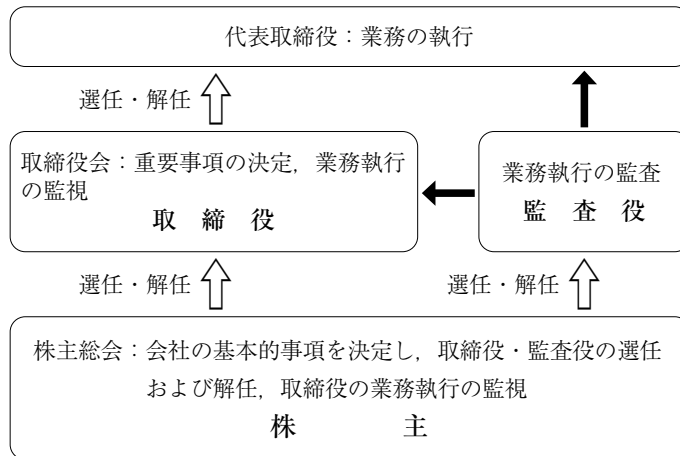 代表取締役：業務の執行
選任・解任
取締役会：重要事項の決定，業務執行
の監視
取　締　役
業務執行の監査
監　査　役
選任・解任
選任・解任
株主総会：会社の基本的事項を決定し，取締役・監査役の選任
および解任，取締役の業務執行の監視
株　　　　主